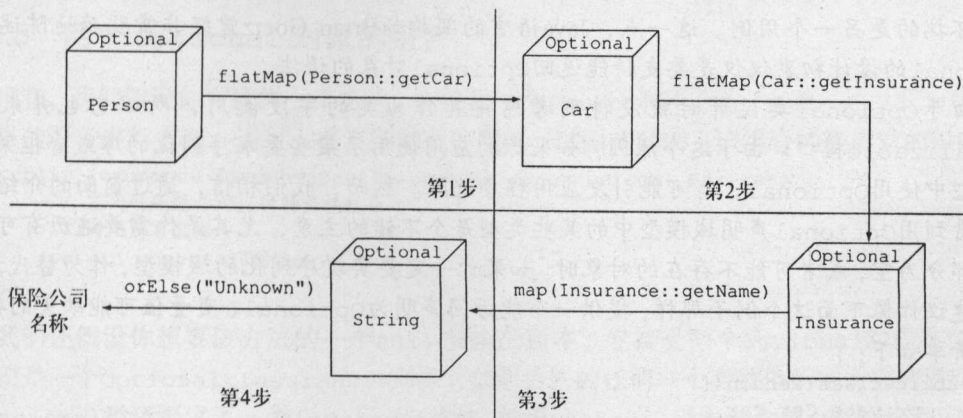 Optional
Person
flatMap(Person::getCar)
第1步
Optional
Car
flatMap(Car::getInsurance)
第2步
Optional
Insurance
map(Insurance::getName)
第3步
Optional
String
orElse("Unknown")
第4步
保险公司
名称